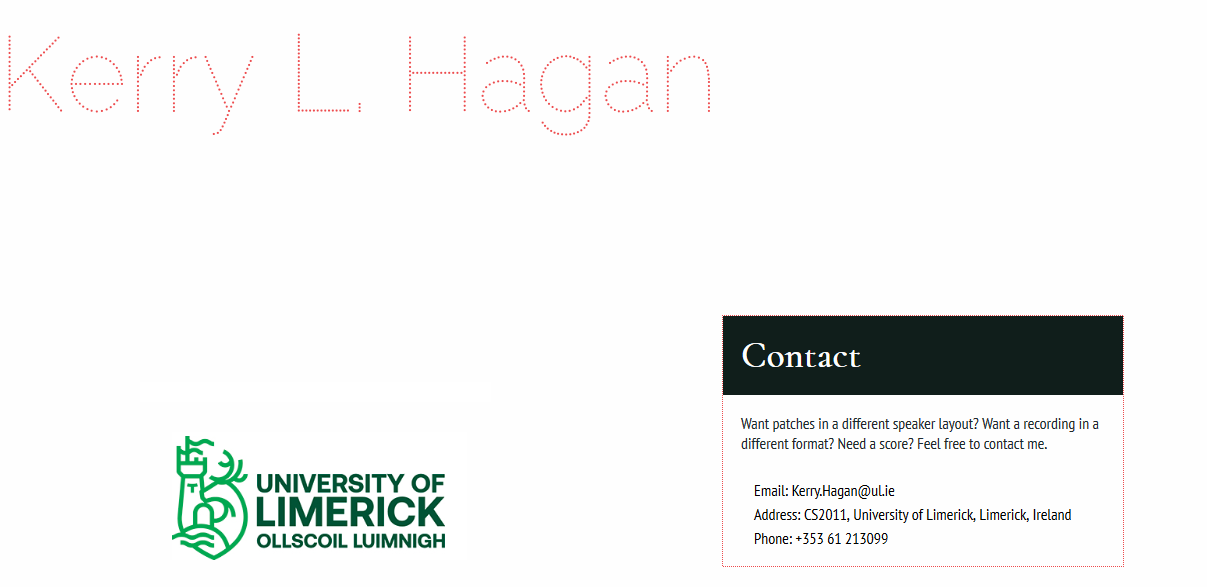 Kerry L. Hagan
Contact
Want patches in a different speaker layout? Want a recording in a
different format? Need a score? Feel free to contact me.
Email: Kerry.Hagan@ul.ie
Address: CS2011, University of Limerick, Limerick, Ireland
Phone: +353 61 213099
UNIVERSITY OF
LIMERICK
OLLSCOIL LUIMNIGH